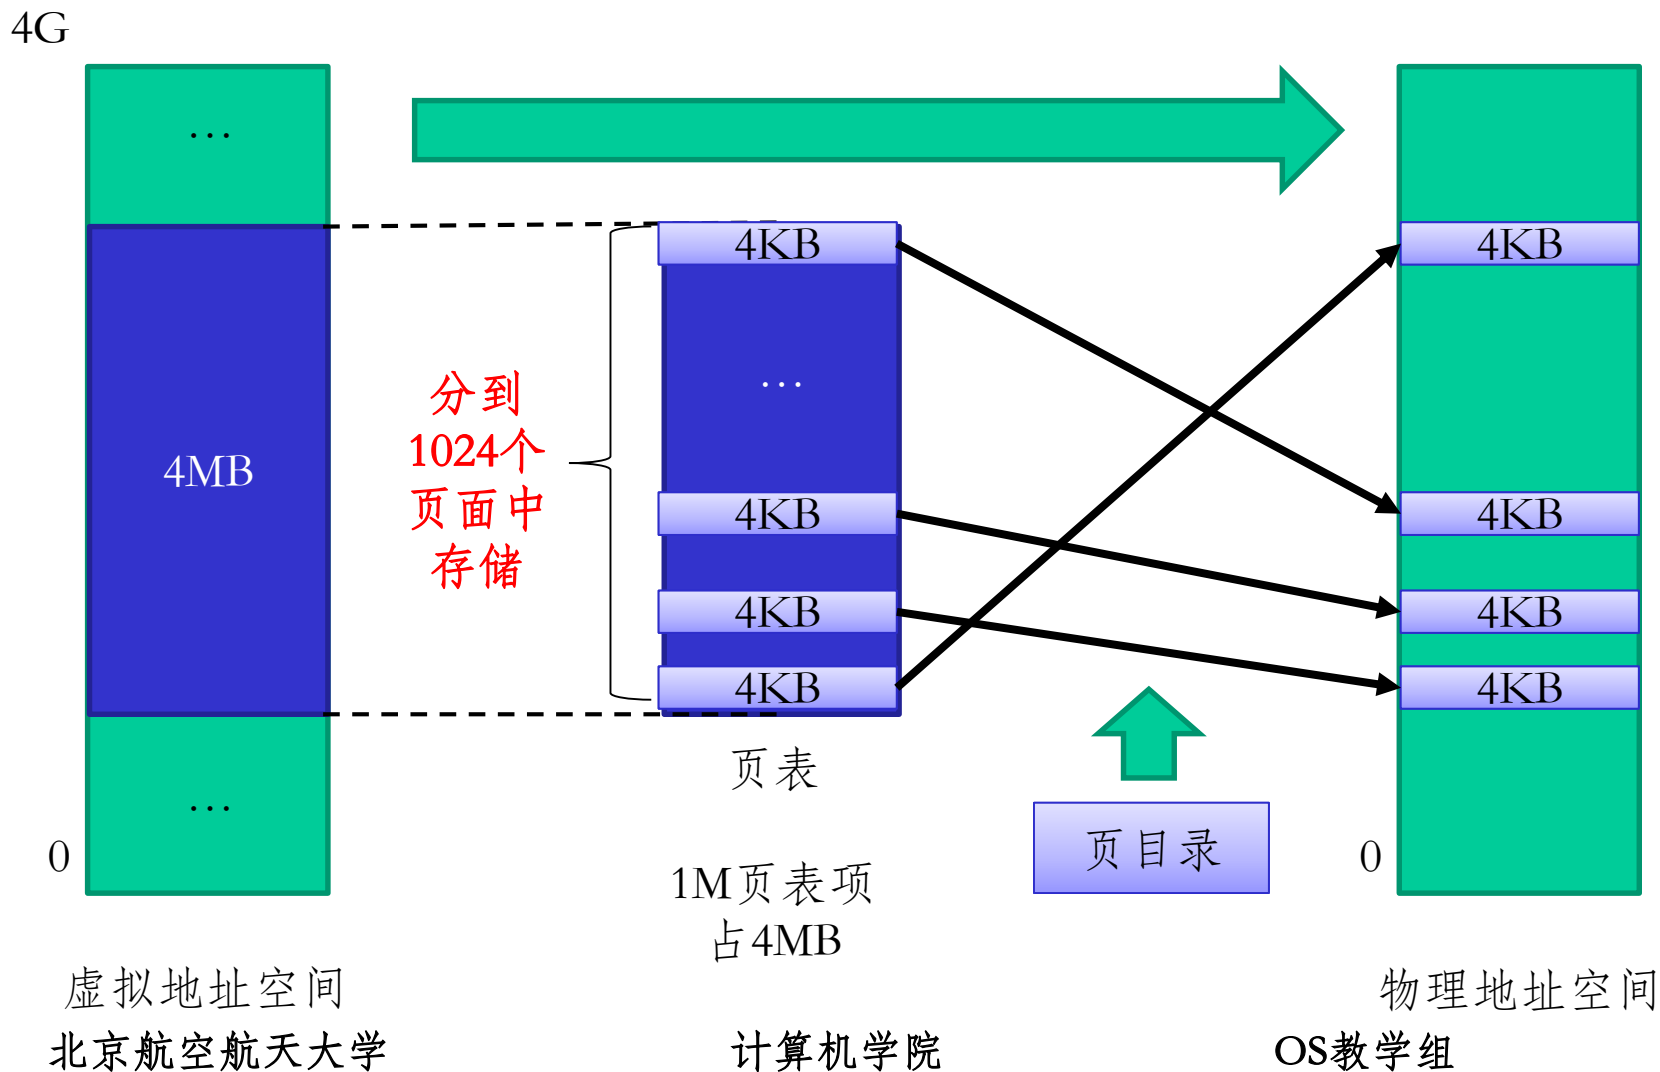 4G
…
4MB
…
0
分到
1024个
页面中
存储
4KB
…
4KB
4KB
4KB
页表
1M页表项
占4MB
页目录
4KB
4KB
4KB
4KB
0
虚拟地址空间
物理地址空间
北京航空航天大学
计算机学院
OS教学组